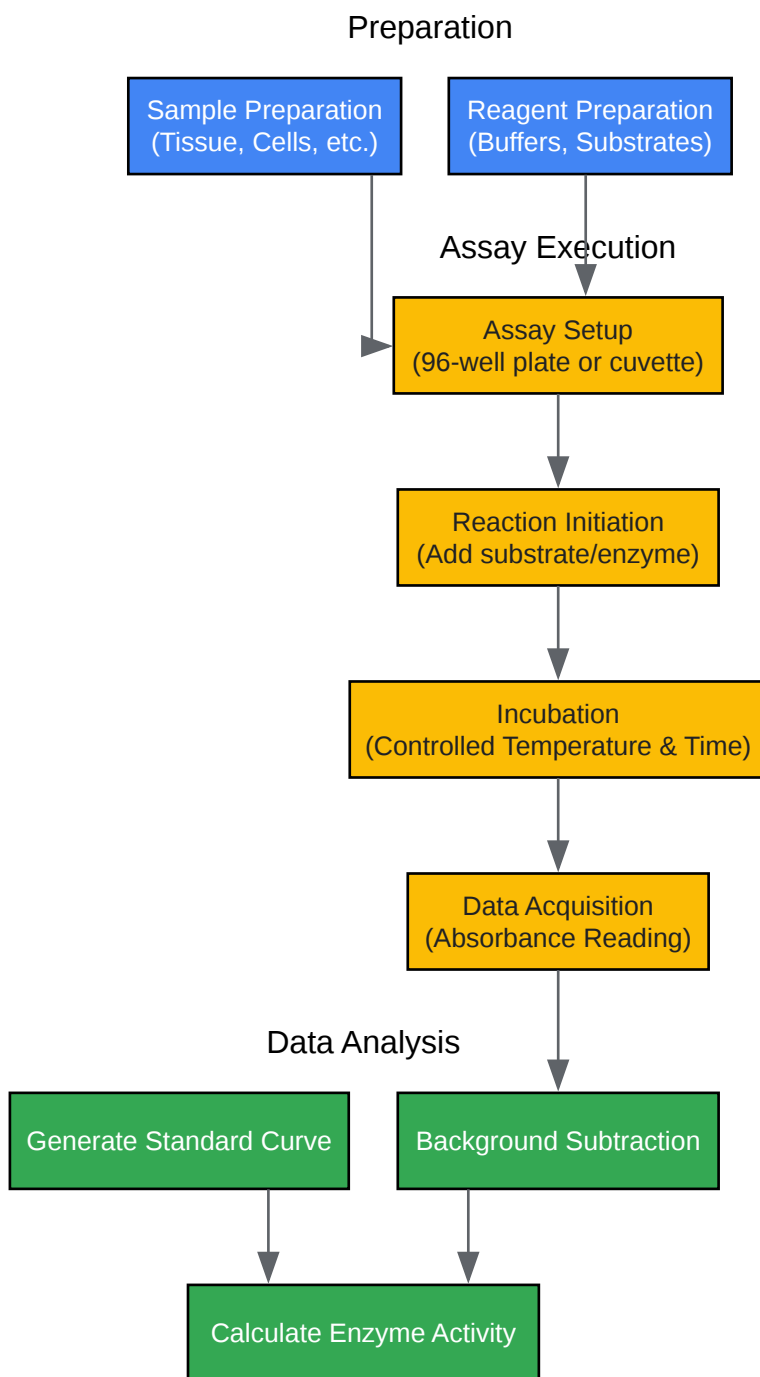 Preparation
Sample Preparation
(Tissue, Cells, etc.)
Reagent Preparation
(Buffers, Substrates)
Assay Execution
Assay Setup
(96-well plate or cuvette)
Reaction Initiation
(Add substrate/enzyme)
Incubation
(Controlled Temperature & Time)
Data Acquisition
(Absorbance Reading)
Data Analysis
Generate Standard Curve
Background Subtraction
Calculate Enzyme Activity